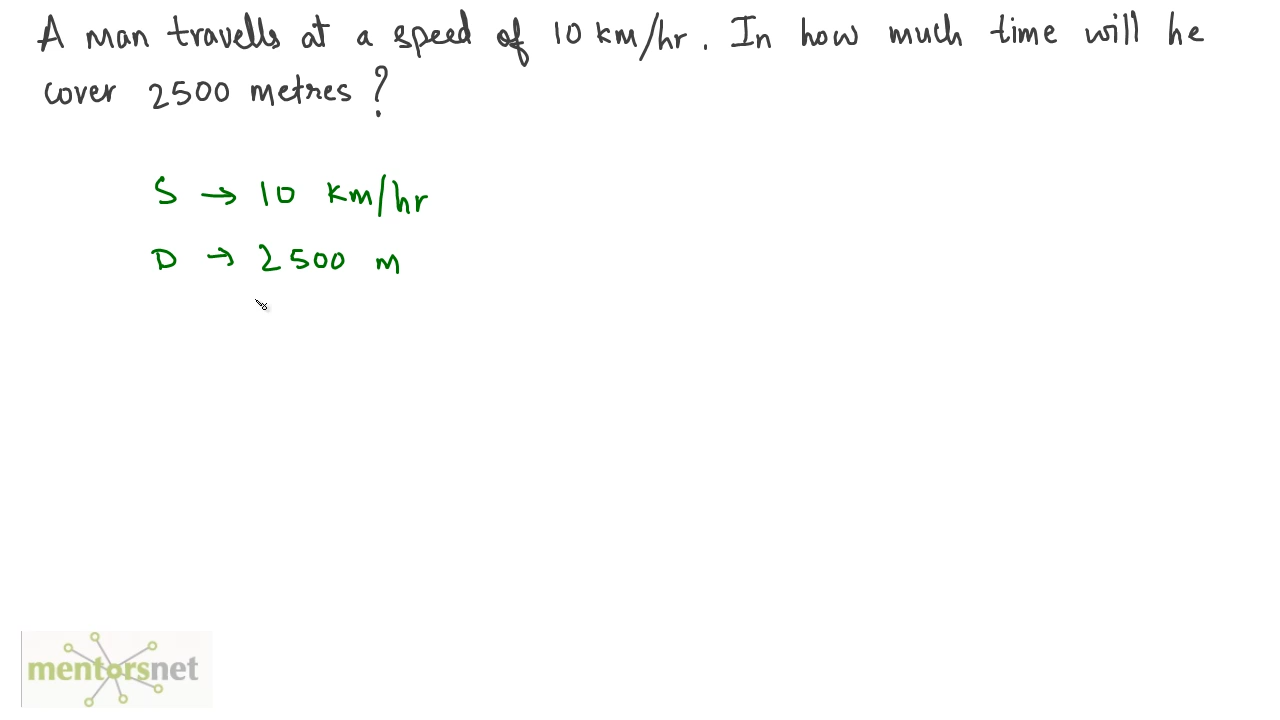 A man travells at a speed of 10 km/hr. In how much time will he
cover 2500 metres ?
S → 10 km/hr
D → 2500 m
mentorsnet